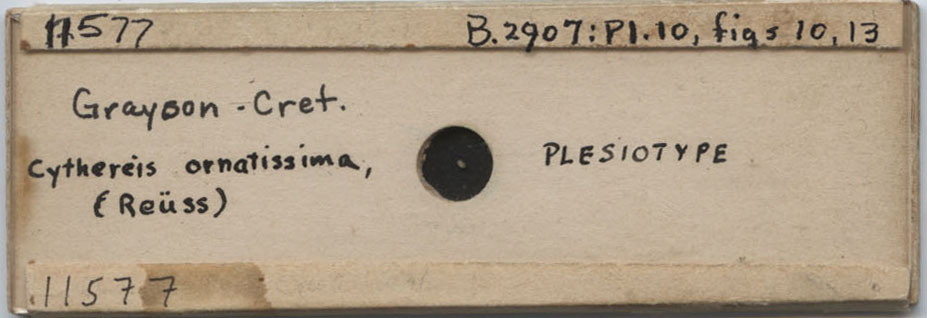 11577
B.2907:Pl.10, figs 10,13
Grayson - Cret.
Cythereis ornatissima,
(Reüss)
PLESIOTYPE
11577